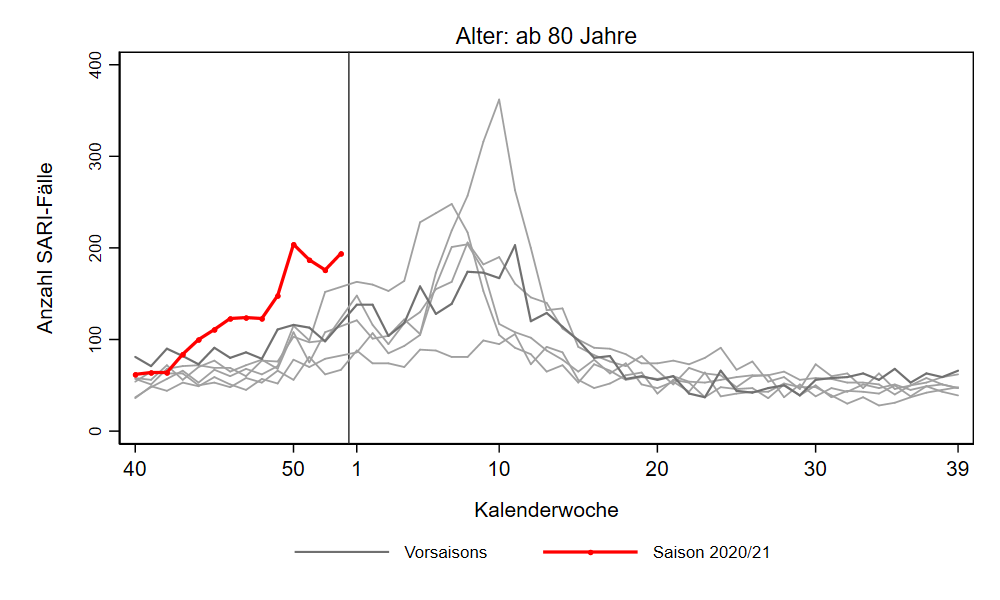 Alter: ab 80 Jahre
Anzahl SARI-Fälle
400
300
200
100
0
40 50 1 10 20 30 39
Kalenderwoche
Vorsaisons Saison 2020/21